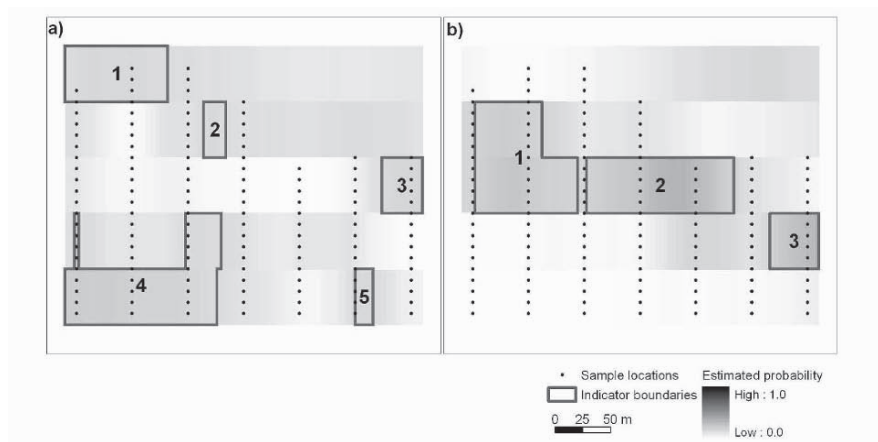 a)
1
2
3
4
5
b)
1
2
3
Sample locations
Indicator boundaries
0 25 50 m
Estimated probability
High : 1.0
Low : 0.0